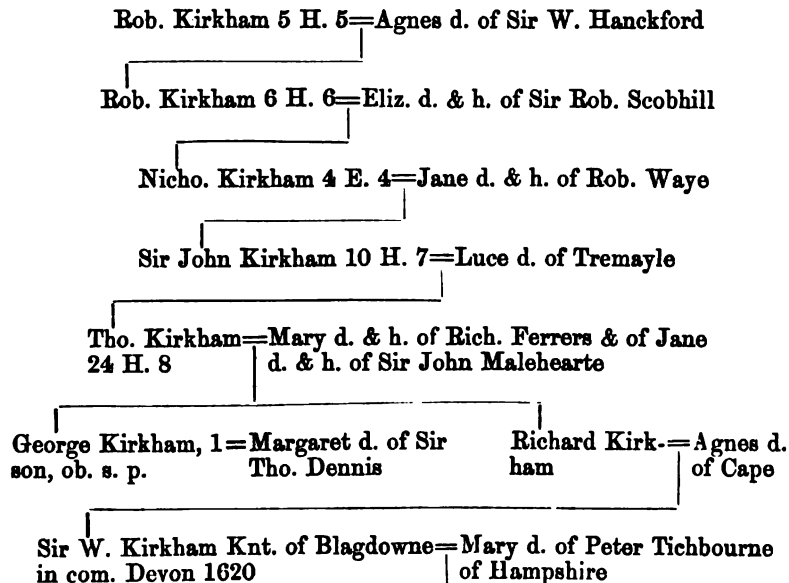 Rob. Kirkham 5 H. 5=Agnes d. of Sir W. Hanckford
Rob. Kirkham 6 H. 6=Eliz. d. & h. of Sir Rob. Scobhill
Nicho. Kirkham 4 E. 4=Jane d. & h. of Rob. Waye
Sir John Kirkham 10 H. 7=Luce d. of Tremayle
Tho. Kirkham=Mary d. & h. of Rich. Ferrers & of Jane
24 H. 8 d. & h. of Sir John Malehearte
George Kirkham, 1=Margaret d. of Sir Richard Kirk-=Agnes d.
son, ob. s. p. Tho. Dennis ham of Cape
Sir W. Kirkham Knt. of Blagdowne=Mary d. of Peter Tichbourne
in com. Devon 1620 of Hampshire